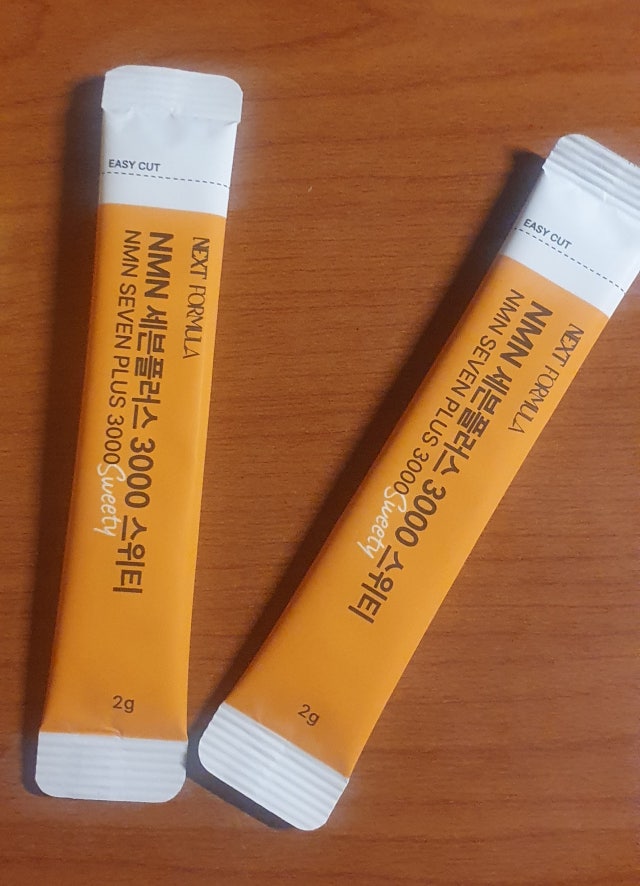 EASY CUT
NEXT FORMULA
NMN 세븐플러스 3000 스위티
NMN SEVEN PLUS 3000
Sweety
2g
EASY CUT
NEXT FORMULA
NMN 세븐플러스 3000 스위티
NMN SEVEN PLUS 3000
Sweety
2g